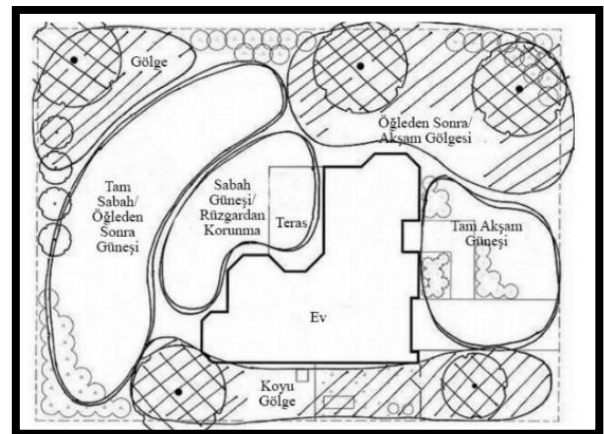 Gölge
Öğleden Sonra/
Akşam Gölgesi
Tam
Sabah/
Öğleden
Sonra
Güneşi
Sabah
Güneşi/
Rüzgardan
Korunma
Teras
Tam Akşam
Güneşi
Ev
Koyu
Gölge